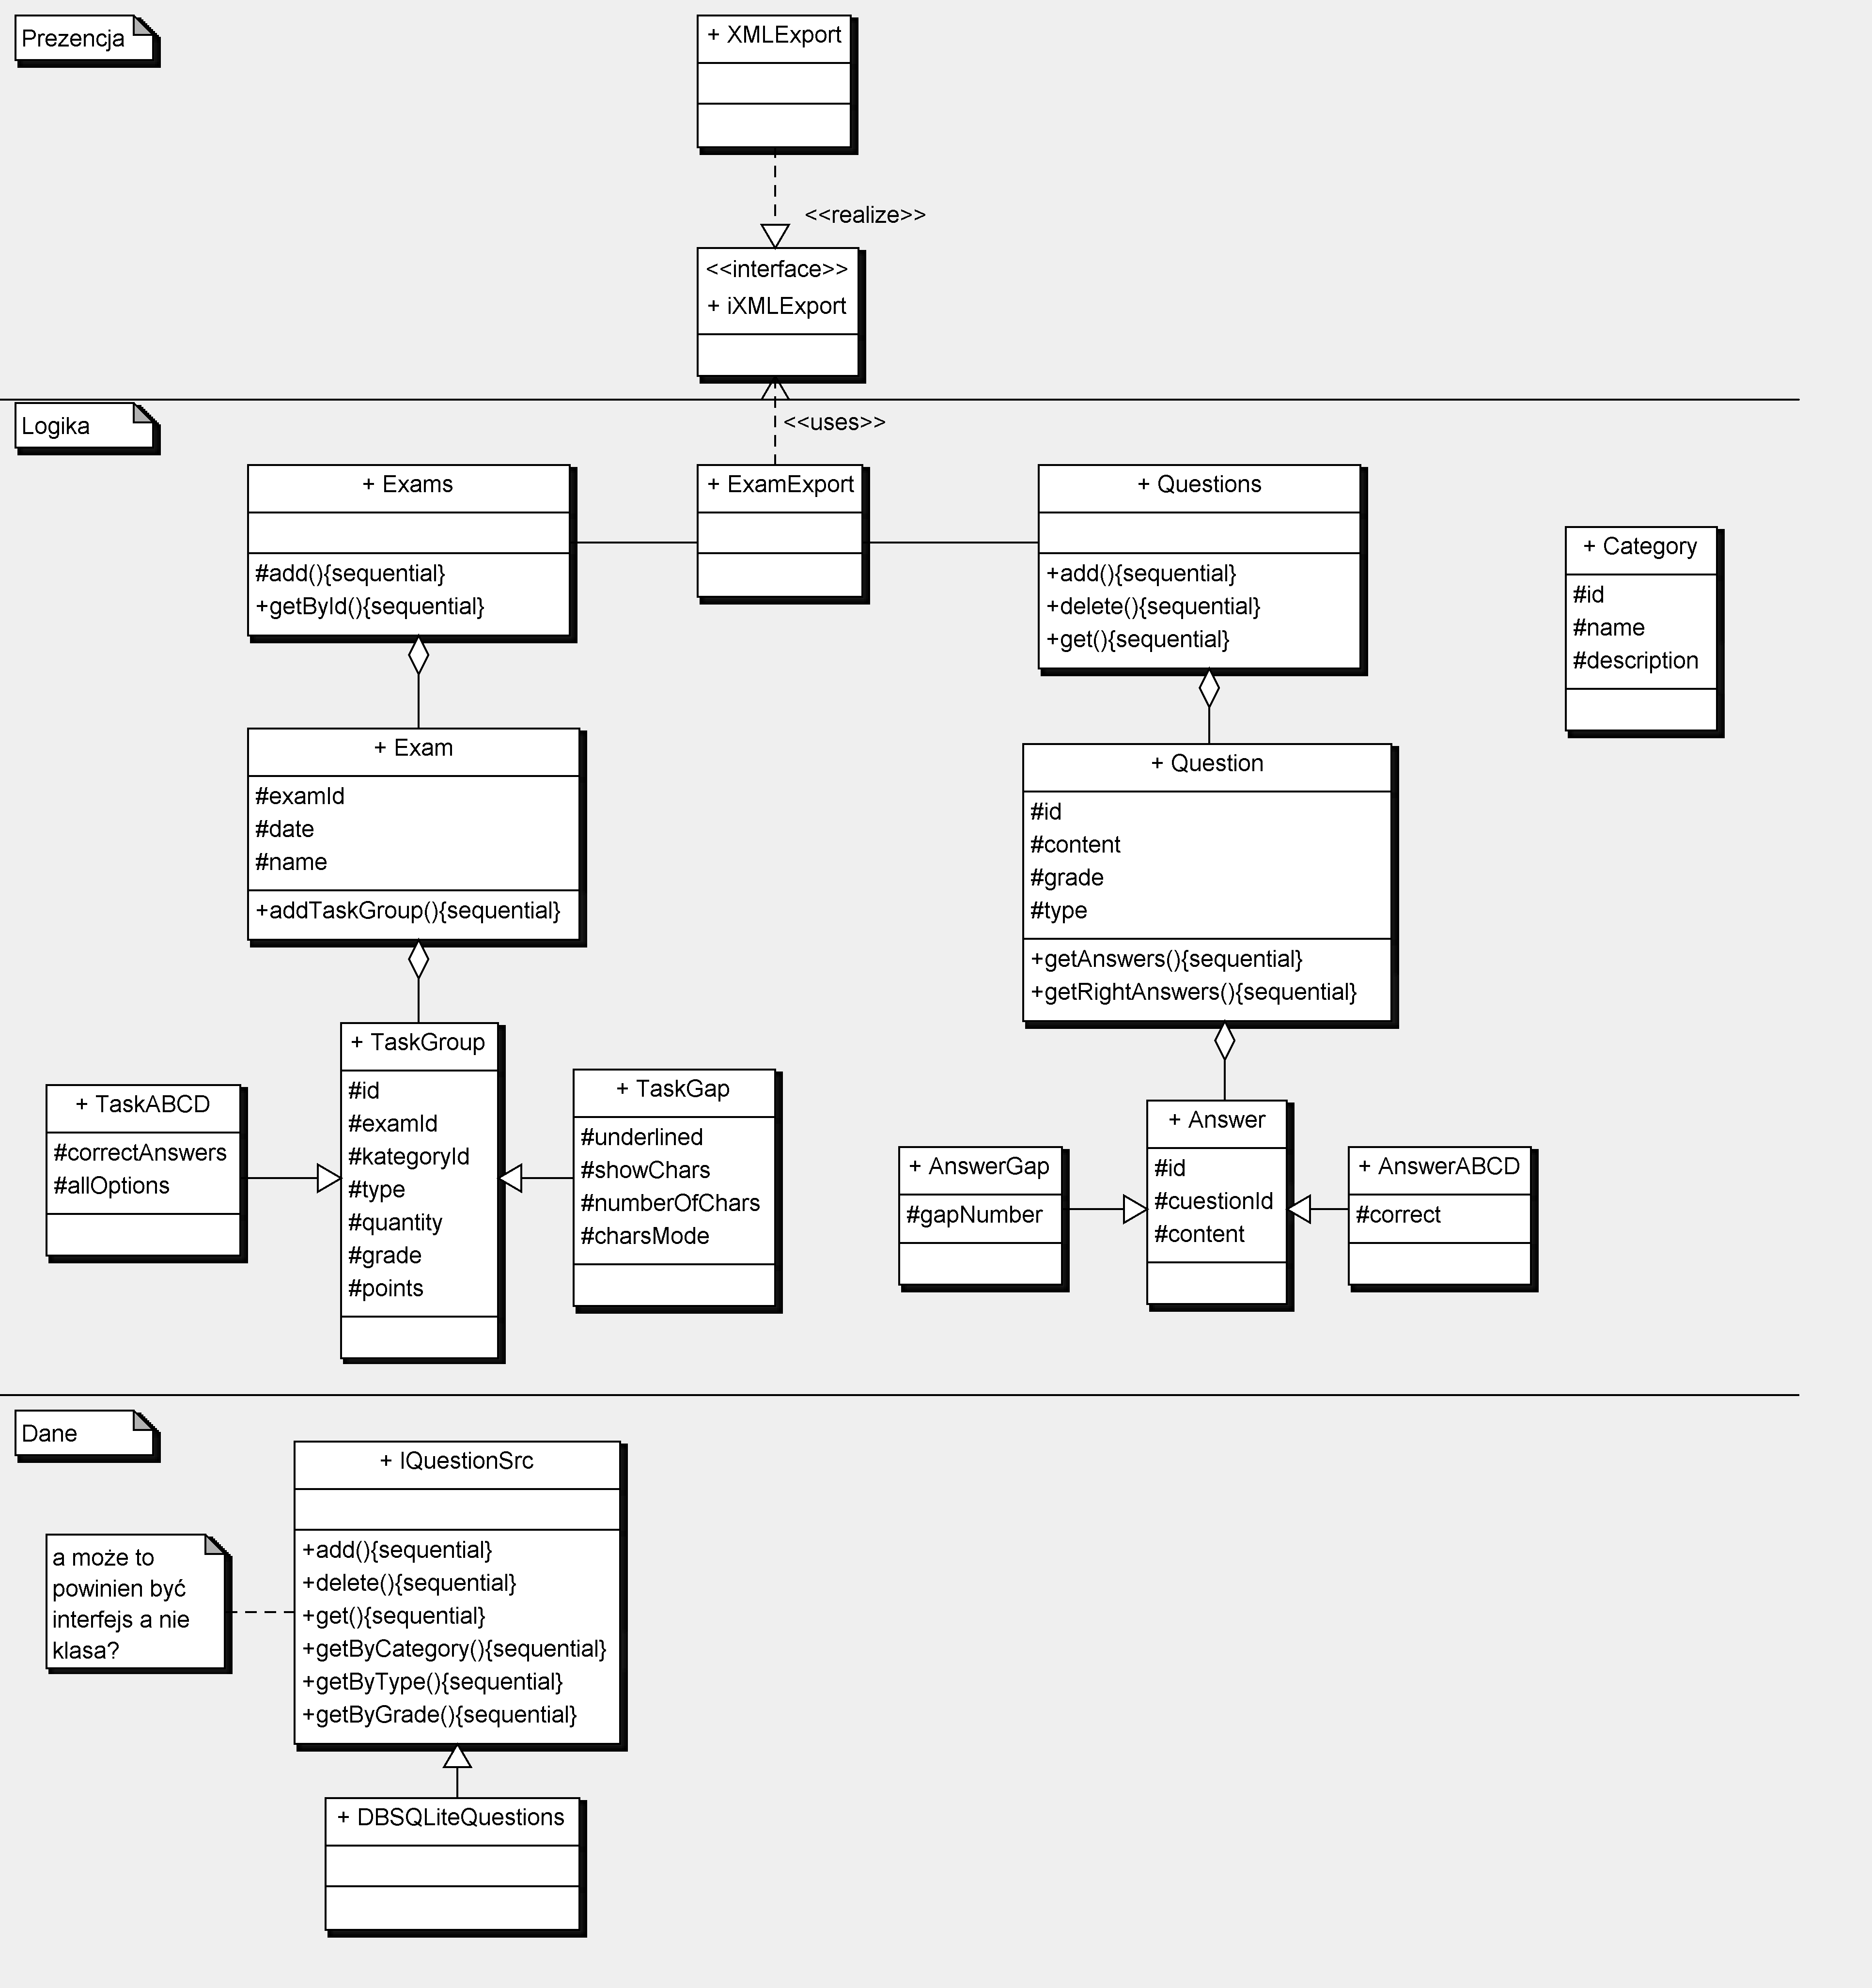 Prezencja
+ XMLExport
<<realize>>
<<interface>>
+ iXMLExport
Logika
<<uses>>
+ Exams
#add(){sequential}
+getById(){sequential}
+ ExamExport
+ Questions
+add(){sequential}
+delete(){sequential}
+get(){sequential}
+ Category
#id
#name
#description
+ Exam
#examId
#date
#name
+addTaskGroup(){sequential}
+ Question
#id
#content
#grade
#type
+getAnswers(){sequential}
+getRightAnswers(){sequential}
+ TaskABCD
#correctAnswers
#allOptions
+ TaskGroup
#id
#examId
#kategoryId
#type
#quantity
#grade
#points
+ TaskGap
#underlined
#showChars
#numberOfChars
#charsMode
+ AnswerGap
#gapNumber
+ Answer
#id
#cuestionId
#content
+ AnswerABCD
#correct
Dane
+ IQuestionSrc
+add(){sequential}
+delete(){sequential}
+get(){sequential}
+getByCategory(){sequential}
+getByType(){sequential}
+getByGrade(){sequential}
a może to
powinien być
interfejs a nie
klasa?
+ DBSQLiteQuestions